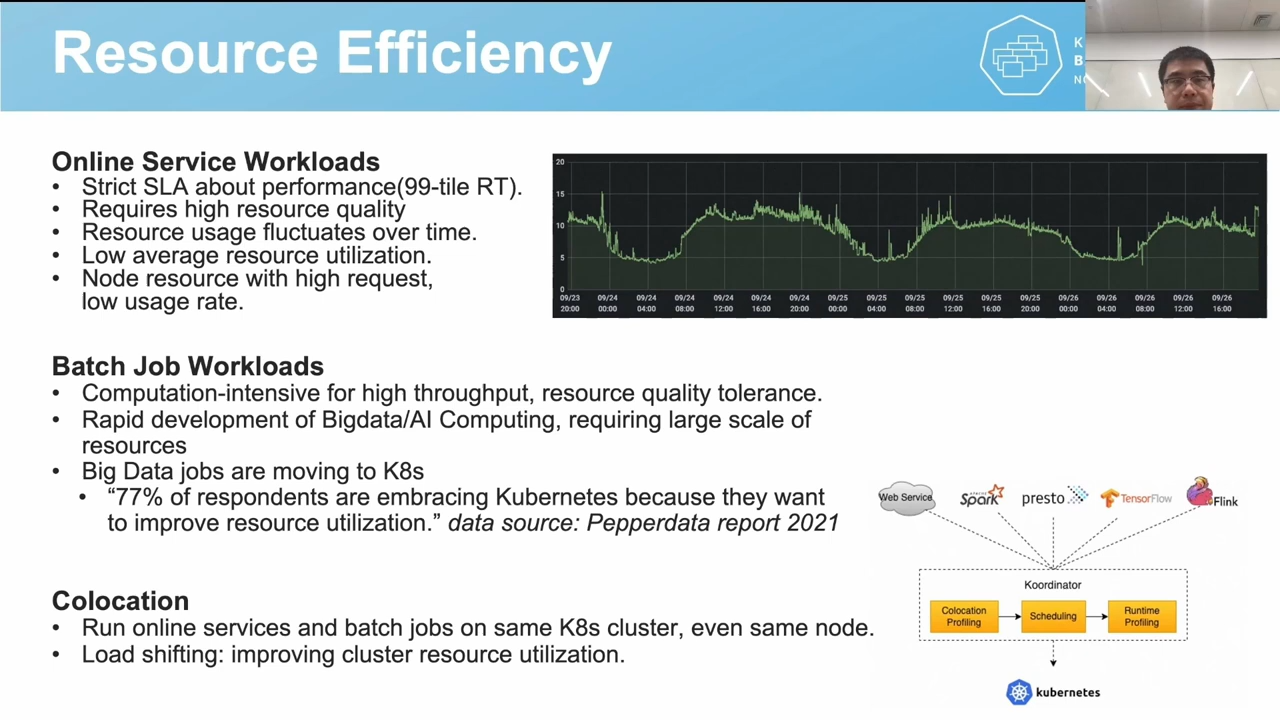 Resource Efficiency
K
B
N
Online Service Workloads
• Strict SLA about performance(99-tile RT).
• Requires high resource quality
• Resource usage fluctuates over time.
• Low average resource utilization.
• Node resource with high request,
low usage rate.
20
15
10
5
0
09/23 09/24 09/24 09/24 09/24 09/24 09/24 09/25 09/25 09/25 09/25 09/25 09/25 09/26 09/26 09/26 09/26 09/26
20:00 00:00 04:00 08:00 12:00 16:00 20:00 00:00 04:00 08:00 12:00 16:00 20:00 00:00 04:00 08:00 12:00 16:00
Batch Job Workloads
• Computation-intensive for high throughput, resource quality tolerance.
• Rapid development of Bigdata/AI Computing, requiring large scale of
resources
• Big Data jobs are moving to K8s
• “77% of respondents are embracing Kubernetes because they want
to improve resource utilization.” data source: Pepperdata report 2021
Web Service Spark presto TensorFlow Flink
Koordinator
Colocation
Profiling
Scheduling
Runtime
Profiling
kubernetes
Colocation
• Run online services and batch jobs on same K8s cluster, even same node.
• Load shifting: improving cluster resource utilization.